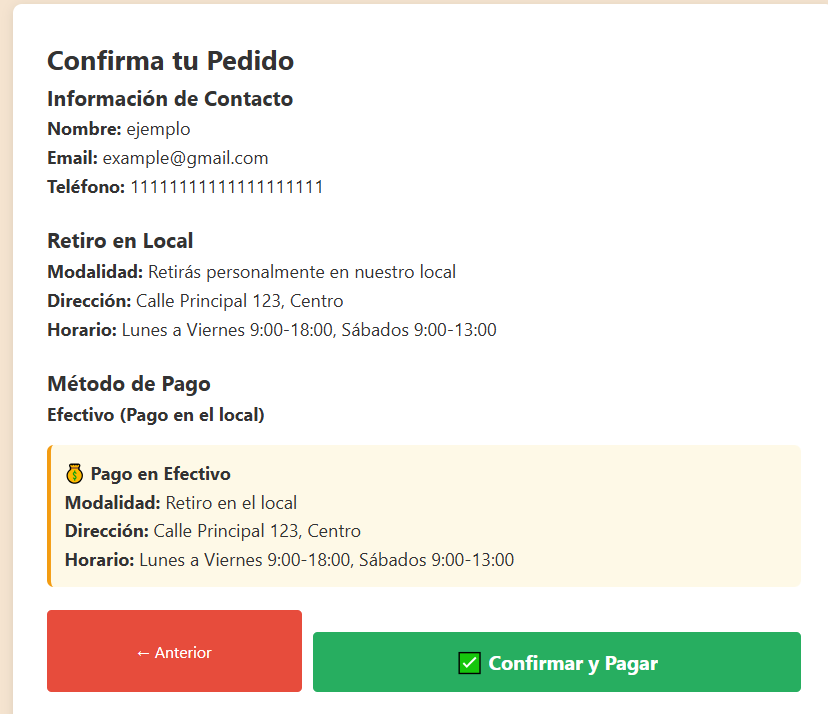 Confirma tu Pedido
Información de Contacto
Nombre: ejemplo
Email: example@gmail.com
Teléfono: 11111111111111111111
Retiro en Local
Modalidad: Retirás personalmente en nuestro local
Dirección: Calle Principal 123, Centro
Horario: Lunes a Viernes 9:00-18:00, Sábados 9:00-13:00
Método de Pago
Efectivo (Pago en el local)
Pago en Efectivo
Modalidad: Retiro en el local
Dirección: Calle Principal 123, Centro
Horario: Lunes a Viernes 9:00-18:00, Sábados 9:00-13:00
← Anterior
✅ Confirmar y Pagar